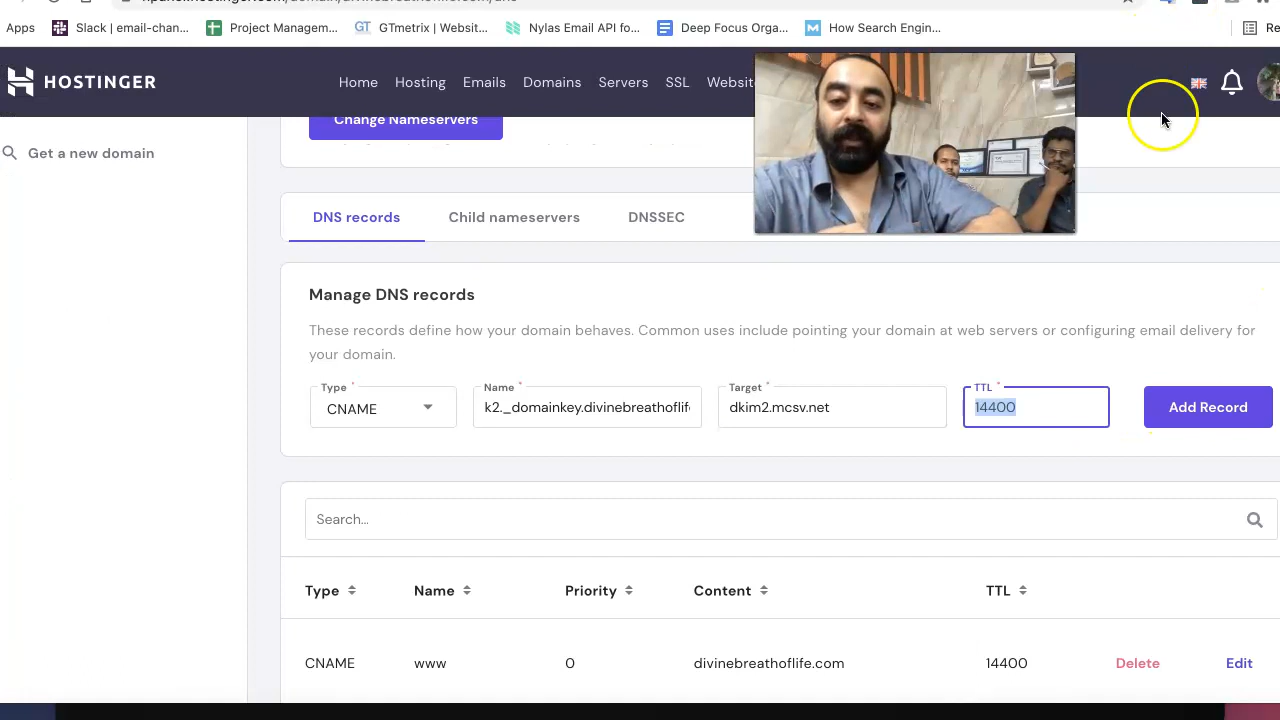 Apps Slack | email-chan... Project Managem... GTmetrix | Websit... Nylas Email API fo... Deep Focus Orga... How Search Engin... Re
HOSTINGER Home Hosting Emails Domains Servers SSL Website
Change Nameservers
Get a new domain
DNS records Child nameservers DNSSEC
Manage DNS records
These records define how your domain behaves. Common uses include pointing your domain at web servers or configuring email delivery for
your domain.
Type * Name * Target * TTL *
CNAME k2._domainkey.divinebreathoflif dkim2.mcsv.net 14400 Add Record
Search...
Type Name Priority Content TTL
CNAME www 0 divinebreathoflife.com 14400 Delete Edit